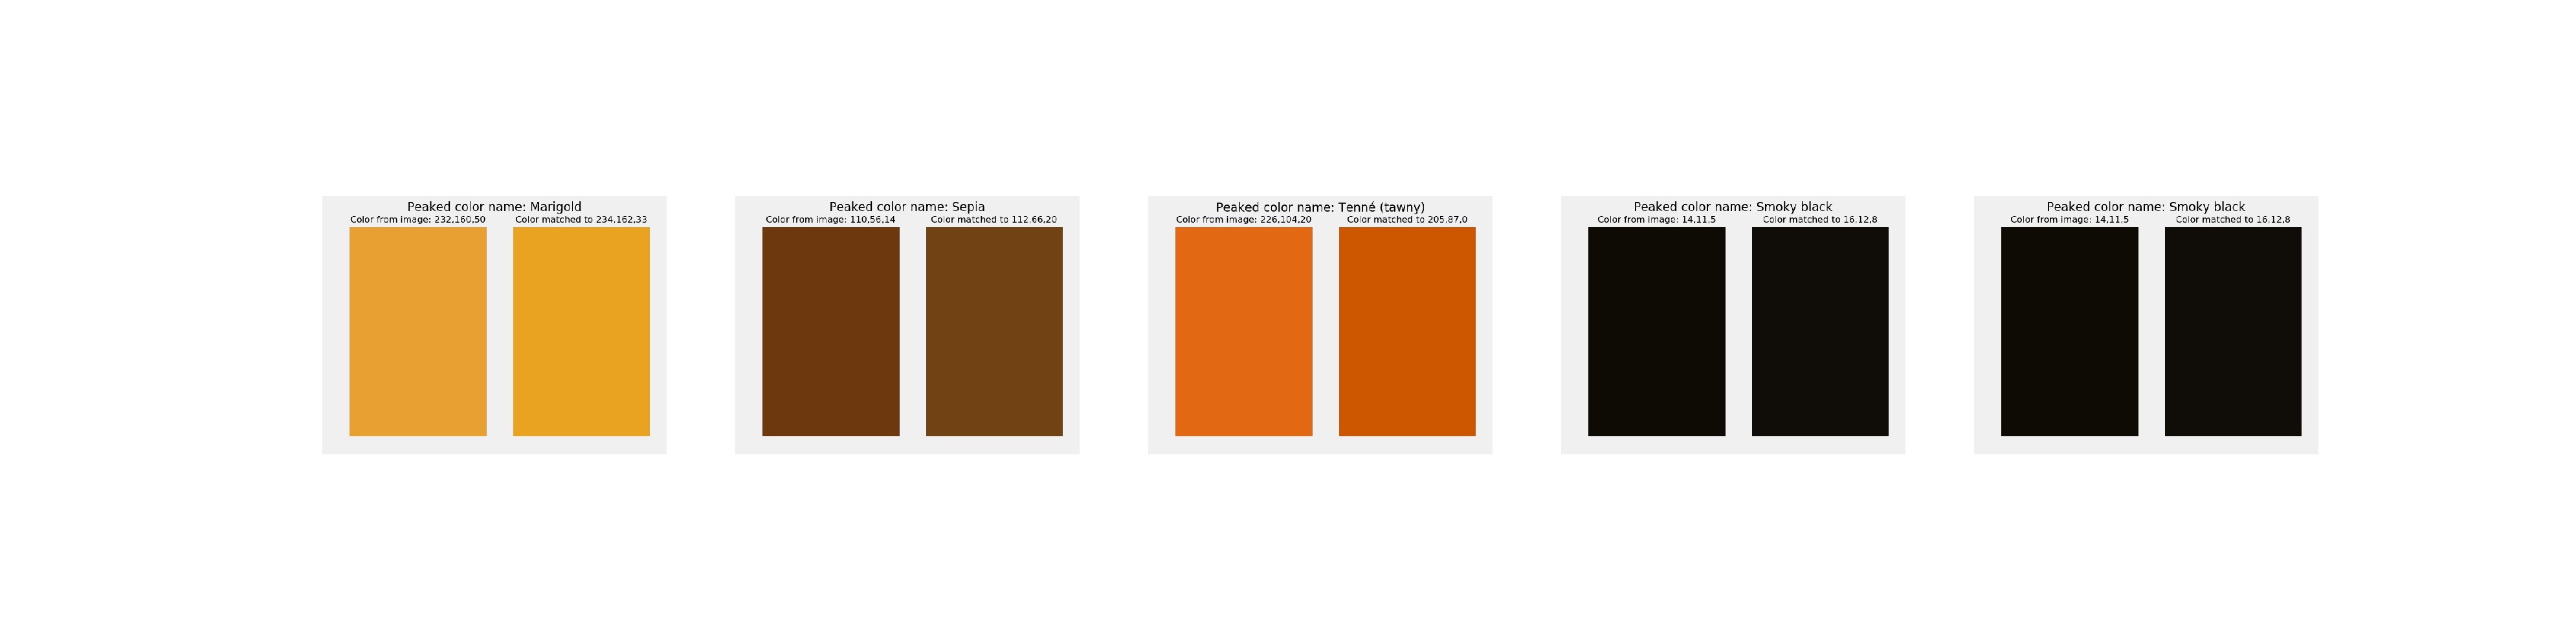 Peaked color name: Marigold
Color from image: 232,160,50
Color matched to 234,162,33
Peaked color name: Sepia
Color from image: 110,56,14
Color matched to 112,66,20
Peaked color name: Tenné (tawny)
Color from image: 226,104,20
Color matched to 205,87,0
Peaked color name: Smoky black
Color from image: 14,11,5
Color matched to 16,12,8
Peaked color name: Smoky black
Color from image: 14,11,5
Color matched to 16,12,8